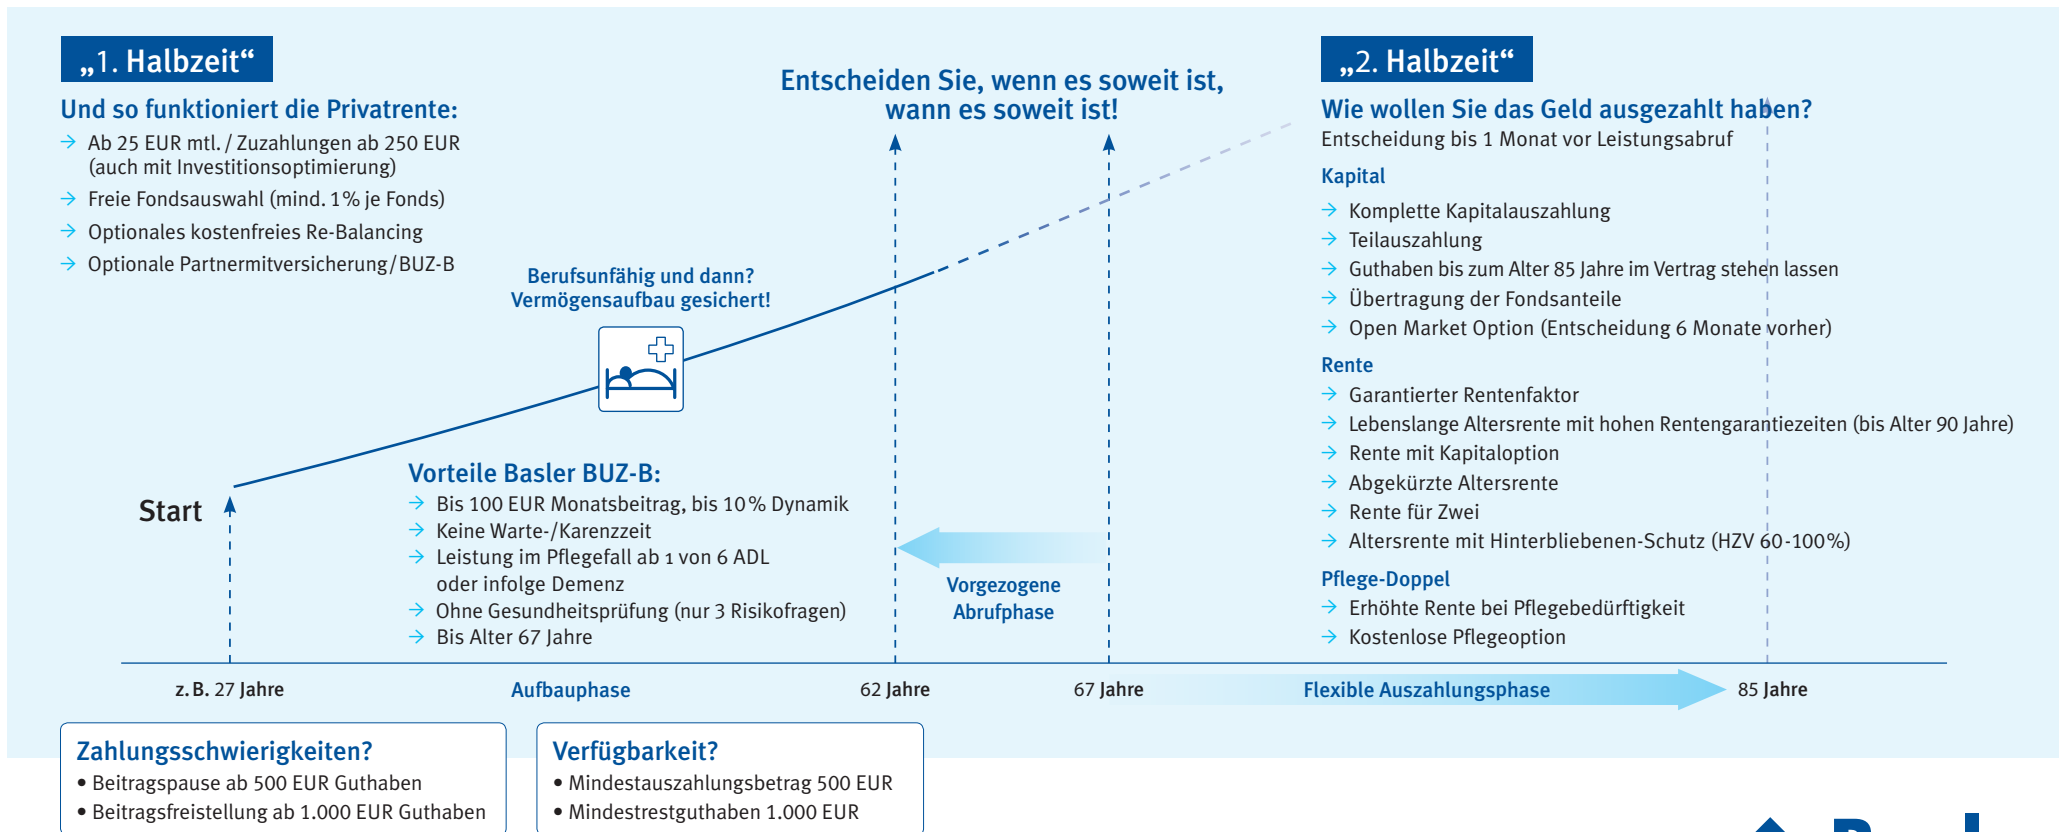 „1. Halbzeit“
Und so funktioniert die Privatrente:
→ Ab 25 EUR mtl. / Zuzahlungen ab 250 EUR
(auch mit Investitionsoptimierung)
→ Freie Fondsauswahl (mind. 1% je Fonds)
→ Optionales kostenfreies Re-Balancing
→ Optionale Partnermitversicherung/BUZ-B
Berufsunfähig und dann?
Vermögensaufbau gesichert!
Entscheiden Sie, wenn es soweit ist,
wann es soweit ist!
Start
Vorteile Basler BUZ-B:
→ Bis 100 EUR Monatsbeitrag, bis 10% Dynamik
→ Keine Warte-/Karenzzeit
→ Leistung im Pflegefall ab 1 von 6 ADL
oder infolge Demenz
→ Ohne Gesundheitsprüfung (nur 3 Risikofragen)
→ Bis Alter 67 Jahre
Vorgezogene
Abrufphase
„2. Halbzeit“
Wie wollen Sie das Geld ausgezahlt haben?
Entscheidung bis 1 Monat vor Leistungsabruf
Kapital
→ Komplette Kapitalauszahlung
→ Teilauszahlung
→ Guthaben bis zum Alter 85 Jahre im Vertrag stehen lassen
→ Übertragung der Fondsanteile
→ Open Market Option (Entscheidung 6 Monate vorher)
Rente
→ Garantierter Rentenfaktor
→ Lebenslange Altersrente mit hohen Rentengarantiezeiten (bis Alter 90 Jahre)
→ Rente mit Kapitaloption
→ Abgekürzte Altersrente
→ Rente für Zwei
→ Altersrente mit Hinterbliebenen-Schutz (HZV 60-100%)
Pflege-Doppel
→ Erhöhte Rente bei Pflegebedürftigkeit
→ Kostenlose Pflegeoption
z. B. 27 Jahre
Aufbauphase
62 Jahre
67 Jahre
Flexible Auszahlungsphase
85 Jahre
Zahlungsschwierigkeiten?
• Beitragspause ab 500 EUR Guthaben
• Beitragsfreistellung ab 1.000 EUR Guthaben
Verfügbarkeit?
• Mindestauszahlungsbetrag 500 EUR
• Mindestrestguthaben 1.000 EUR